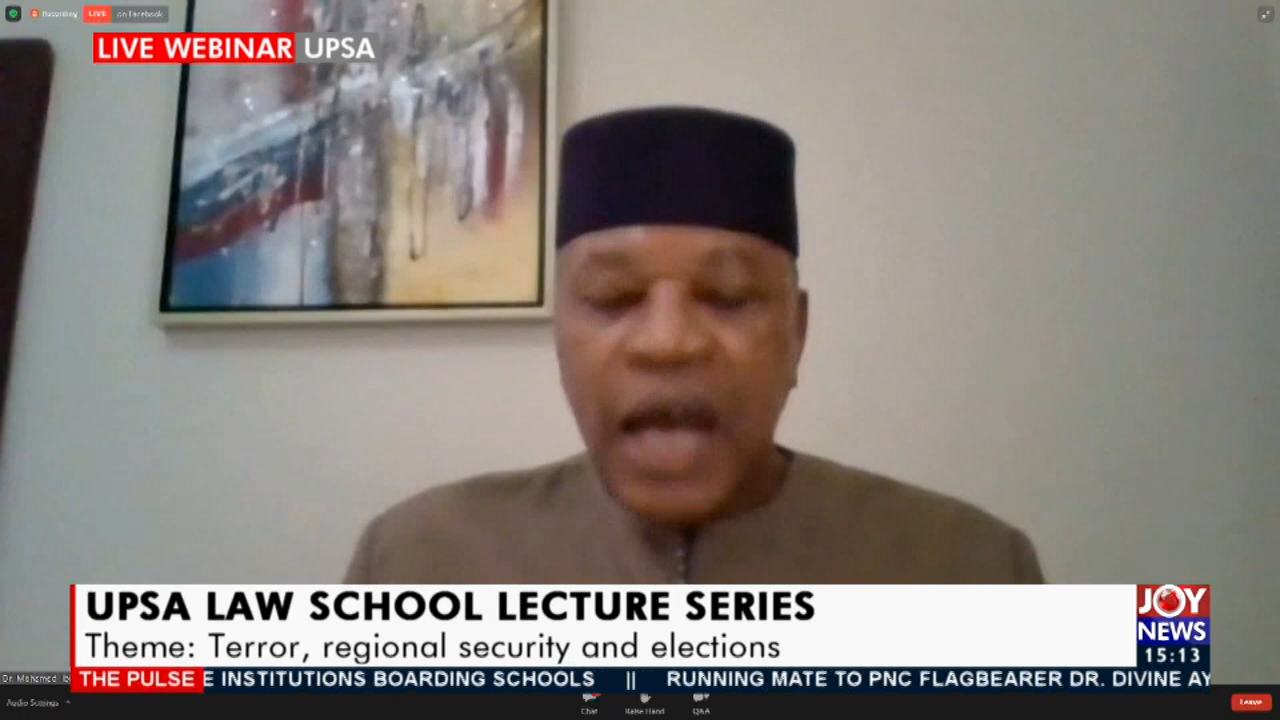 Recording LIVE on Facebook
LIVE WEBINAR UPSA
UPSA LAW SCHOOL LECTURE SERIES
Theme: Terror, regional security and elections
JOY
NEWS
15:13
Dr. Mohamed
THE PULSE E INSTITUTIONS BOARDING SCHOOLS || RUNNING MATE TO PNC FLAGBEARER DR. DIVINE AY
Audio Settings
Chat
Raise Hand
Q&A
Leave